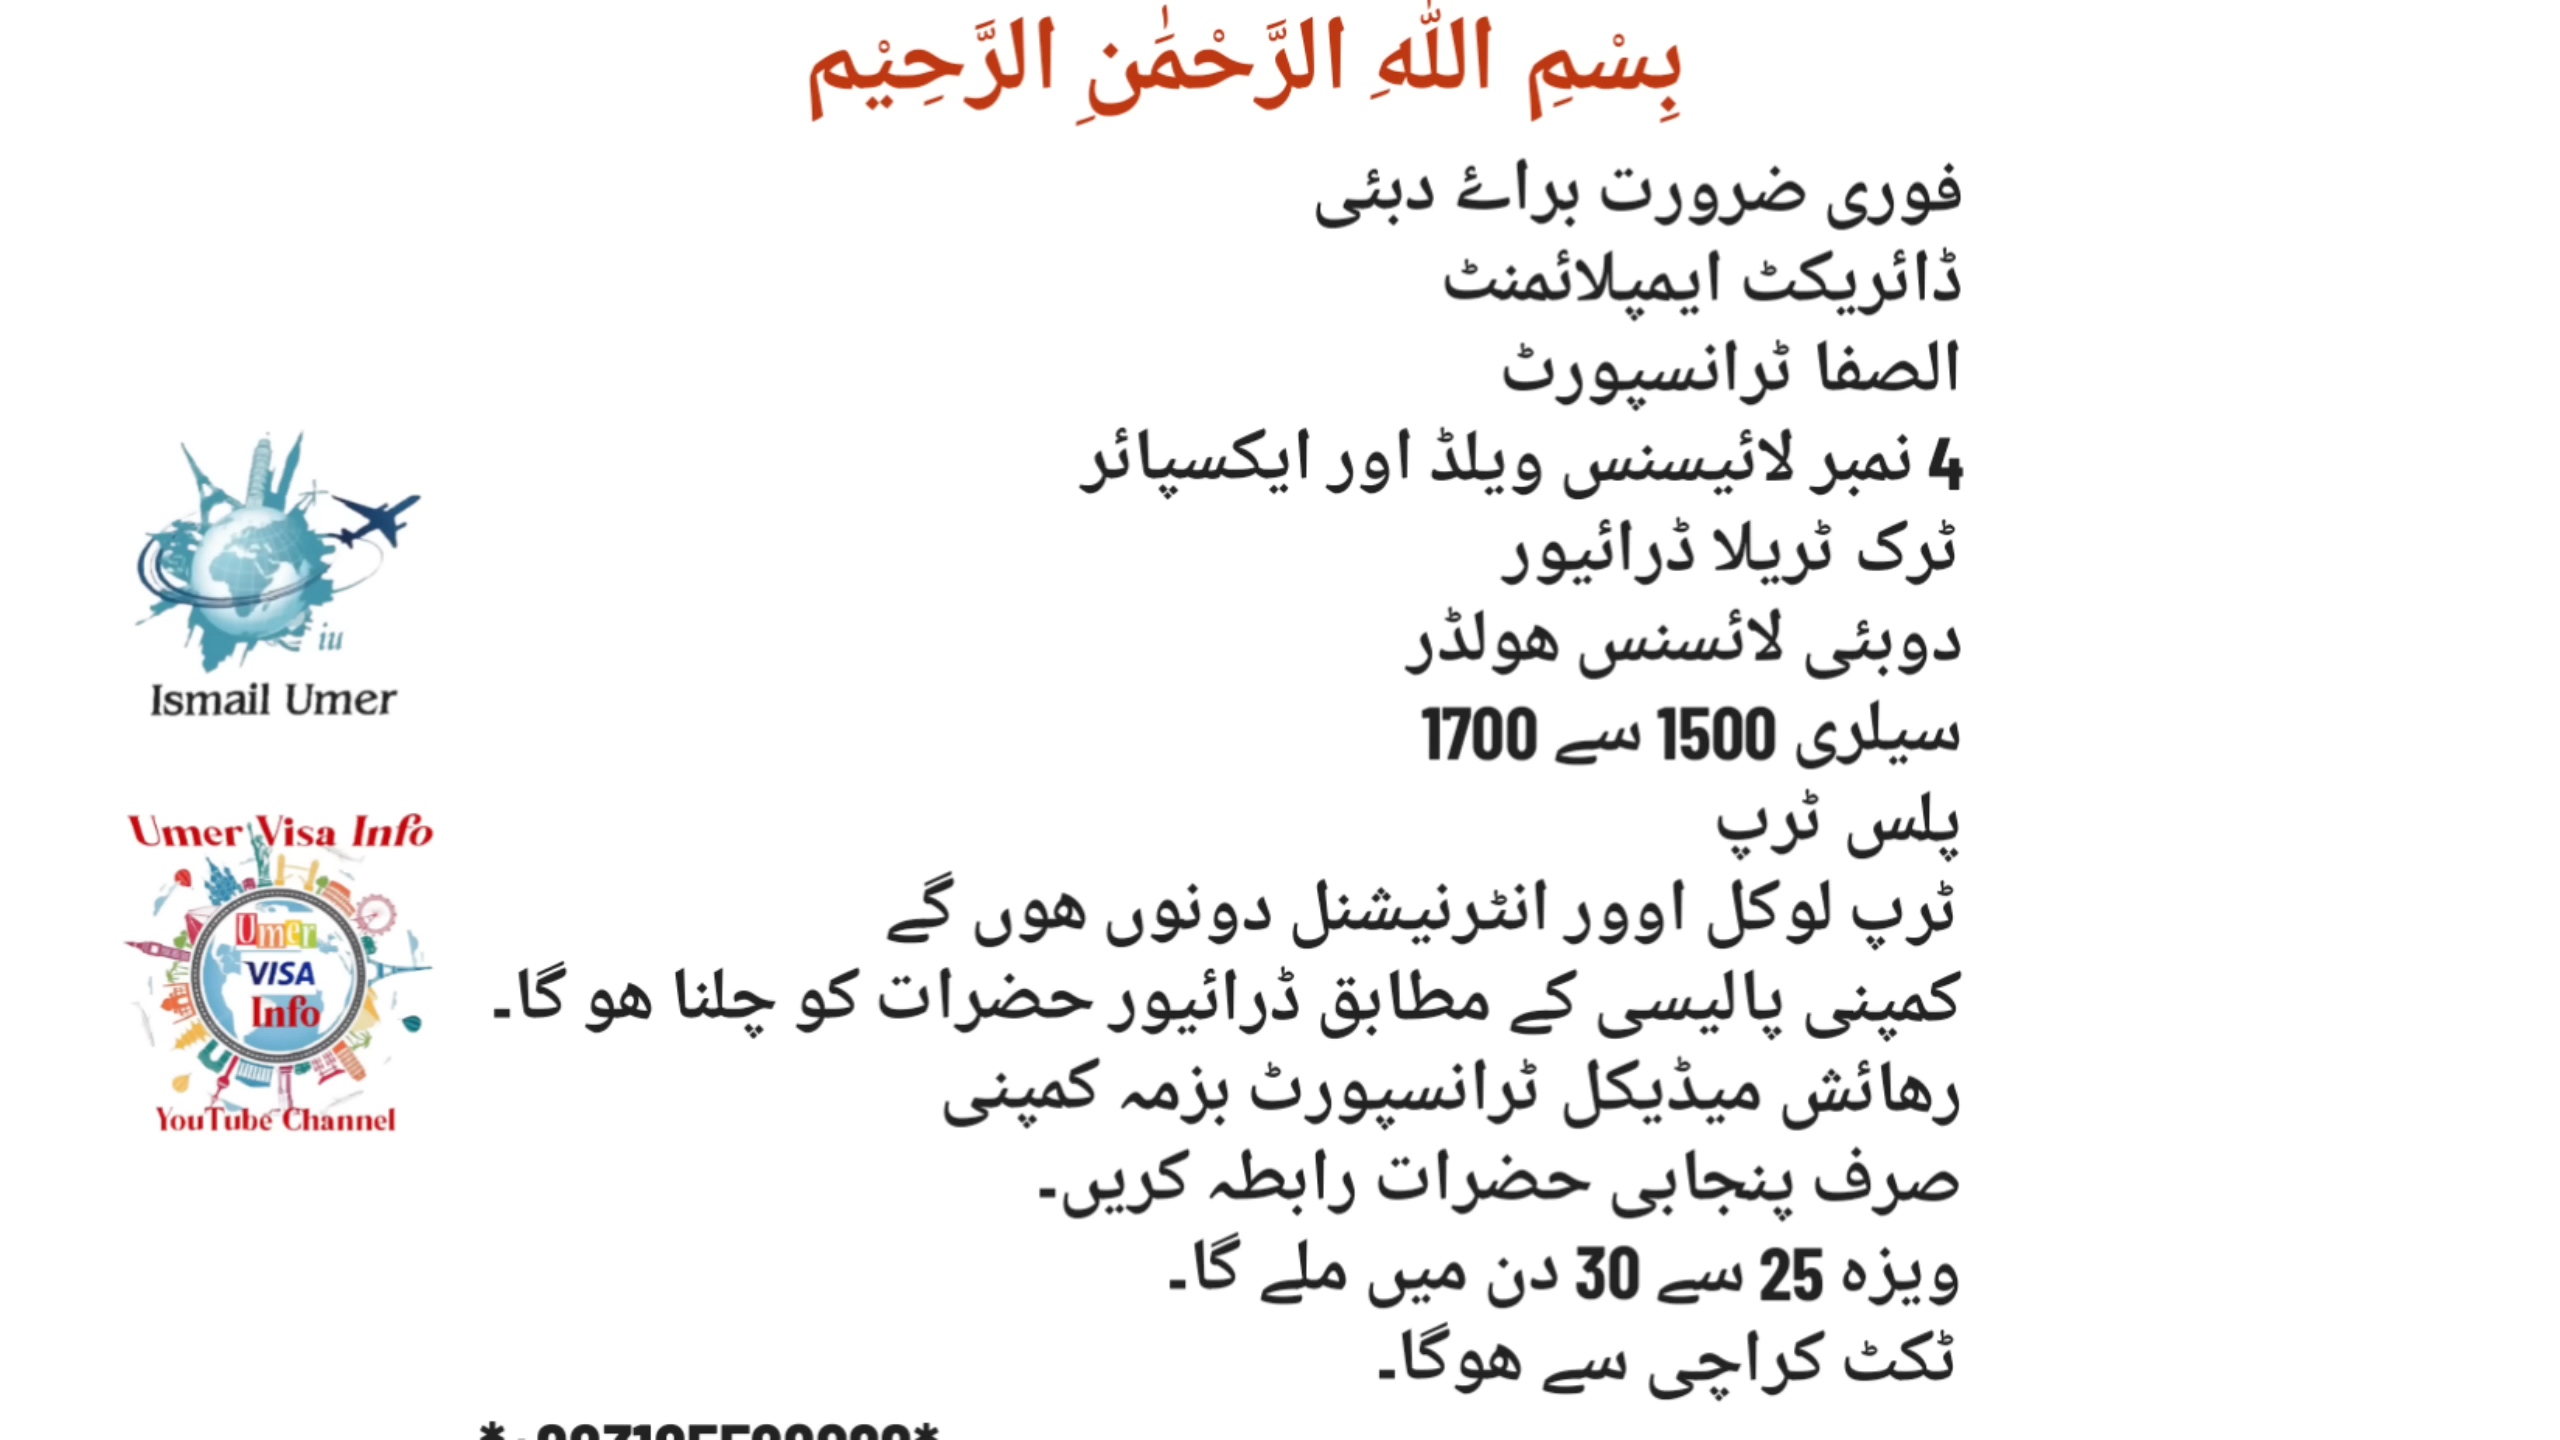 بِسْمِ اللّٰهِ الرَّحْمٰنِ الرَّحِيْم
فوری ضرورت براۓ دبئی
ڈائریکٹ ایمپلائمنٹ
الصفا ٹرانسپورٹ
4 نمبر لائیسنس ویلڈ اور ایکسپائر
ٹرک ٹریلا ڈرائیور
دوبئی لائسنس ھولڈر
سیلری 1500 سے 1700
پلس ٹرپ
ٹرپ لوکل اوور انٹرنیشنل دونوں ھوں گے
کمپنی پالیسی کے مطابق ڈرائیور حضرات کو چلنا ھو گا۔
رھائش میڈیکل ٹرانسپورٹ بزمہ کمپنی
صرف پنجابی حضرات رابطہ کریں۔
ویزہ 25 سے 30 دن میں ملے گا۔
ٹکٹ کراچی سے ھوگا۔
iu
Ismail Umer
Umer Visa Info
Umer
VISA
Info
YouTube Channel